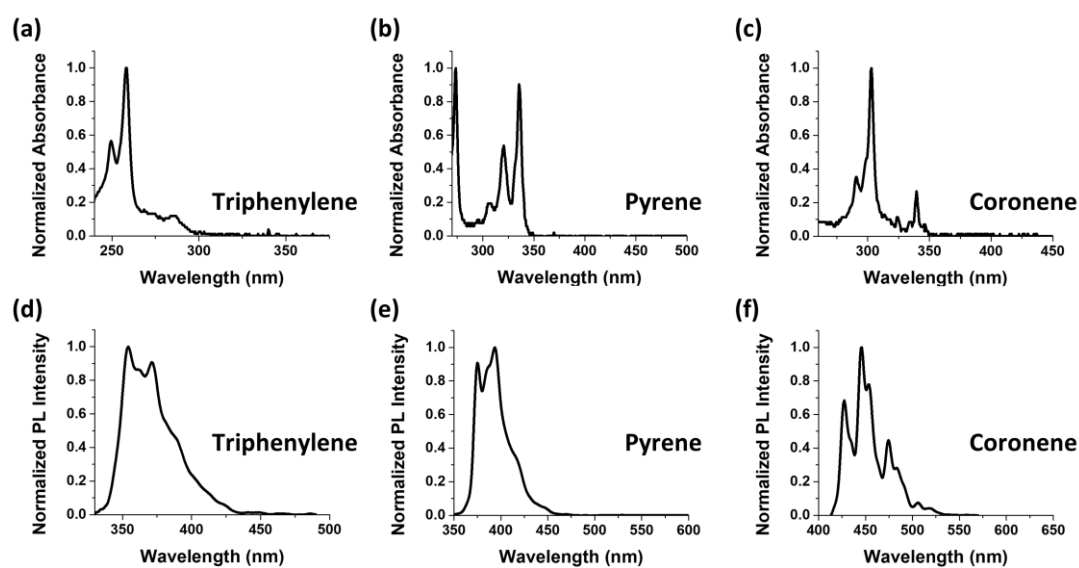 (a)
Normalized Absorbance
1.0
0.8
0.6
0.4
0.2
0.0
250 300 350
Wavelength (nm)
Triphenylene
(b)
Normalized Absorbance
1.0
0.8
0.6
0.4
0.2
0.0
300 350 400 450 500
Wavelength (nm)
Pyrene
(c)
Normalized Absorbance
1.0
0.8
0.6
0.4
0.2
0.0
300 350 400 450
Wavelength (nm)
Coronene
(d)
Normalized PL Intensity
1.0
0.8
0.6
0.4
0.2
0.0
350 400 450 500
Wavelength (nm)
Triphenylene
(e)
Normalized PL Intensity
1.0
0.8
0.6
0.4
0.2
0.0
350 400 450 500 550 600
Wavelength (nm)
Pyrene
(f)
Normalized PL Intensity
1.0
0.8
0.6
0.4
0.2
0.0
400 450 500 550 600 650
Wavelength (nm)
Coronene